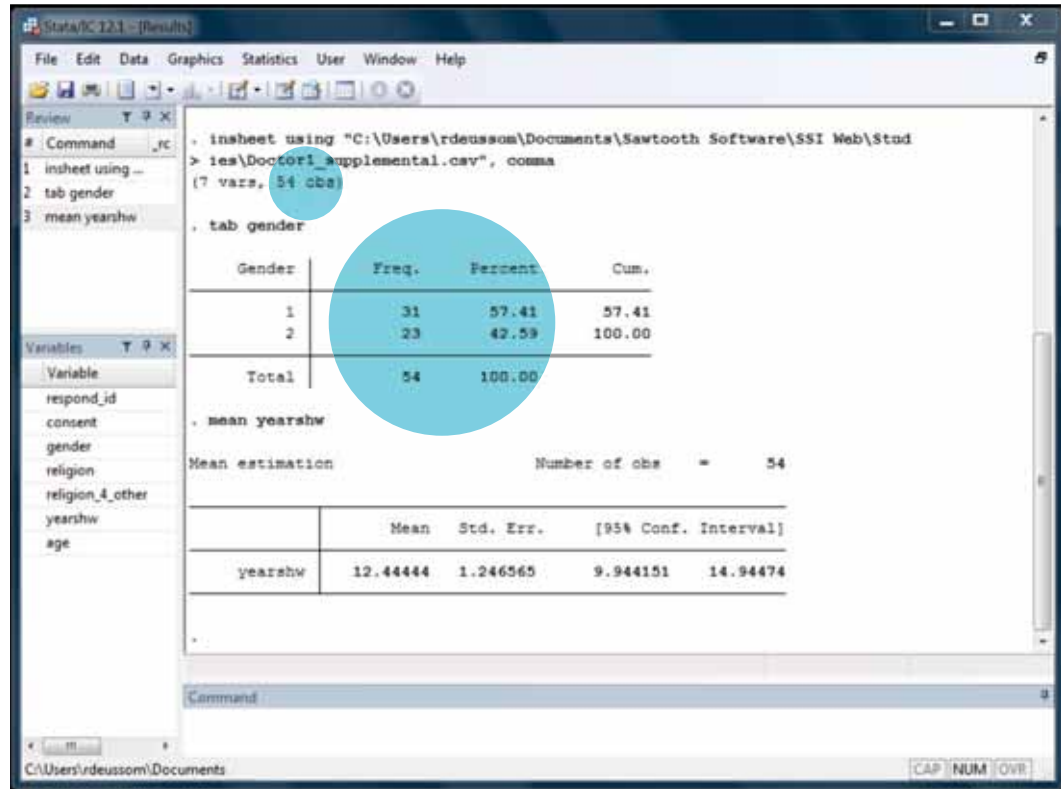 Stata/IC 12.1 - [Results]
File Edit Data Graphics Statistics User Window Help
Review
# Command _rc
1 insheet using ...
2 tab gender
3 mean yearshw
Variables
Variable
respond_id
consent
gender
religion
religion_4_other
yearshw
age
. insheet using "C:\Users\rdeussom\Documents\Sawtooth Software\SSI Web\Stud
> ies\Doctor1_supplemental.csv", comma
(7 vars, 54 obs)
. tab gender
Gender Freq. Percent Cum.
1 31 57.41 57.41
2 23 42.59 100.00
Total 54 100.00
. mean yearshw
Mean estimation Number of obs = 54
Mean Std. Err. [95% Conf. Interval]
yearshw 12.44444 1.246565 9.944151 14.94474
.
Command
C:\Users\rdeussom\Documents CAP NUM OVR